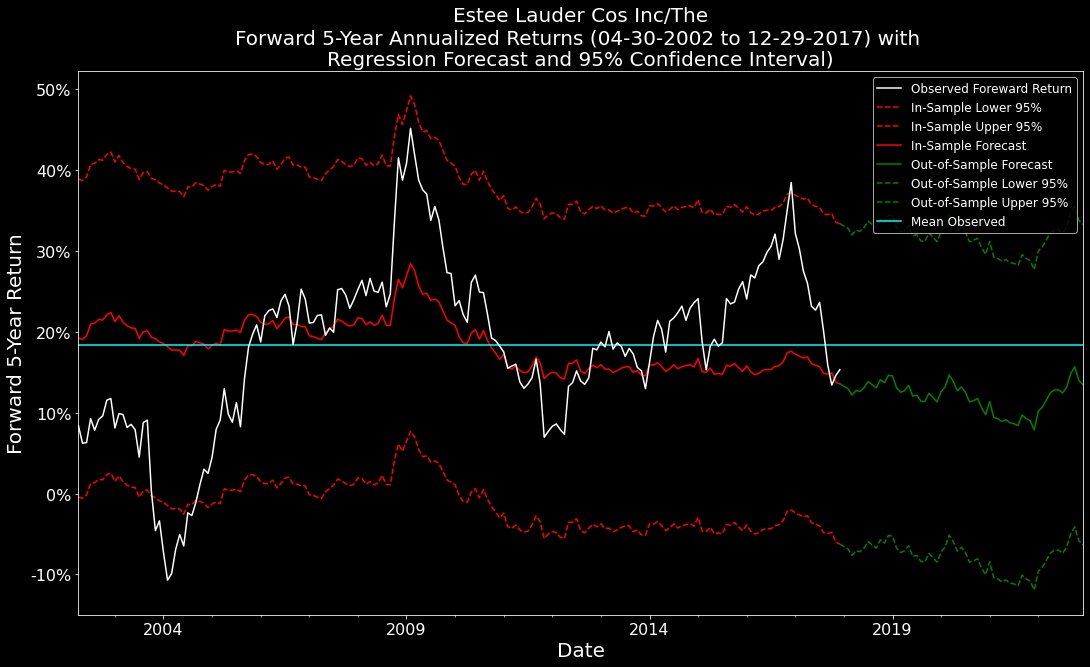 Estee Lauder Cos Inc/The
Forward 5-Year Annualized Returns (04-30-2002 to 12-29-2017) with
Regression Forecast and 95% Confidence Interval)
50%
40%
30%
20%
10%
0%
-10%
Forward 5-Year Return
Observed Foreward Return
In-Sample Lower 95%
In-Sample Upper 95%
In-Sample Forecast
Out-of-Sample Forecast
Out-of-Sample Lower 95%
Out-of-Sample Upper 95%
Mean Observed
2004
2009
2014
2019
Date